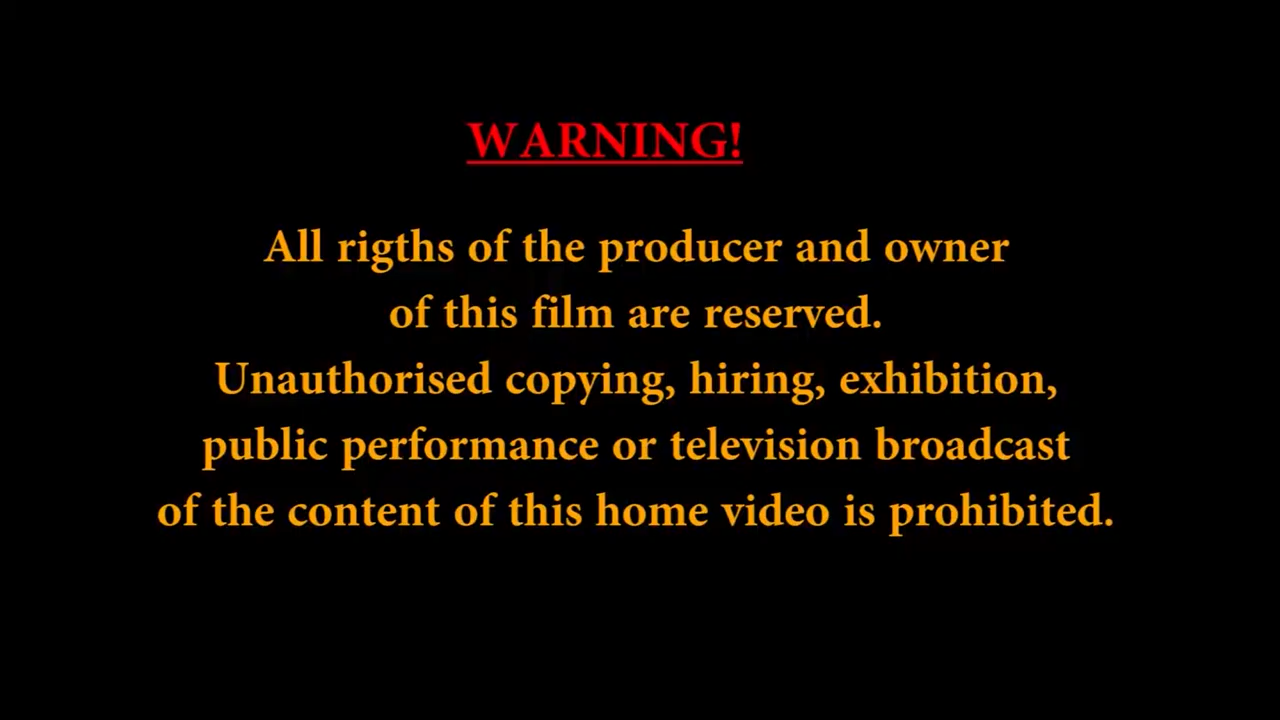 WARNING!
All rigths of the producer and owner
of this film are reserved.
Unauthorised copying, hiring, exhibition,
public performance or television broadcast
of the content of this home video is prohibited.